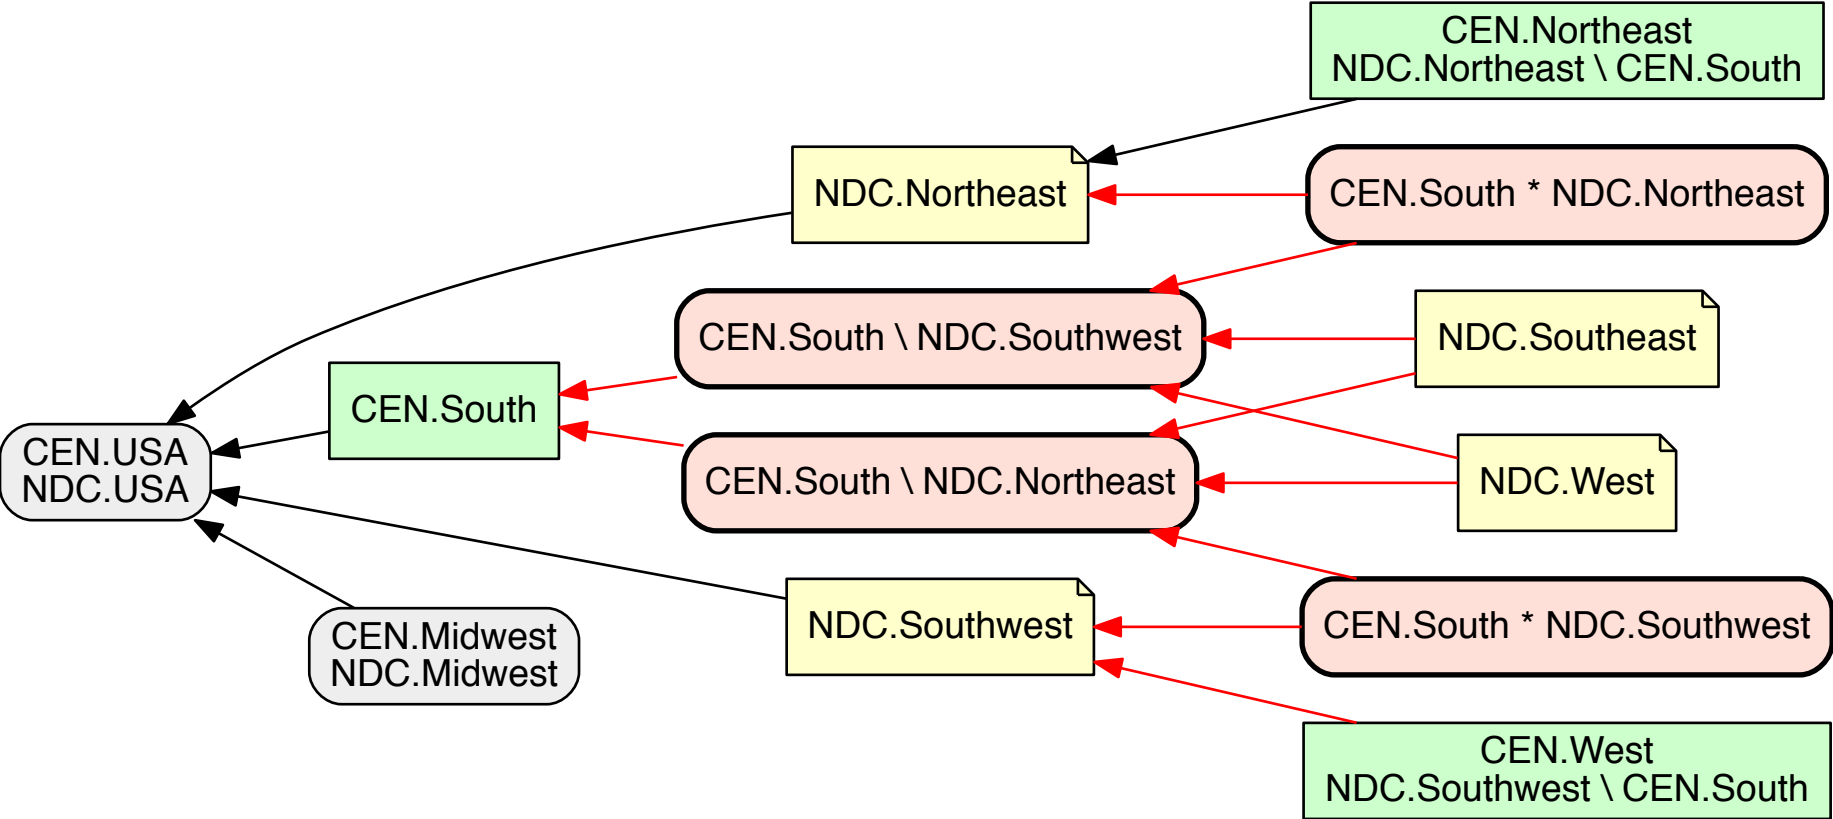 CEN.Northeast
NDC.Northeast \ CEN.South
NDC.Northeast
CEN.South * NDC.Northeast
CEN.South \ NDC.Southwest
NDC.Southeast
CEN.South
CEN.USA
NDC.USA
CEN.South \ NDC.Northeast
NDC.West
CEN.Midwest
NDC.Midwest
NDC.Southwest
CEN.South * NDC.Southwest
CEN.West
NDC.Southwest \ CEN.South